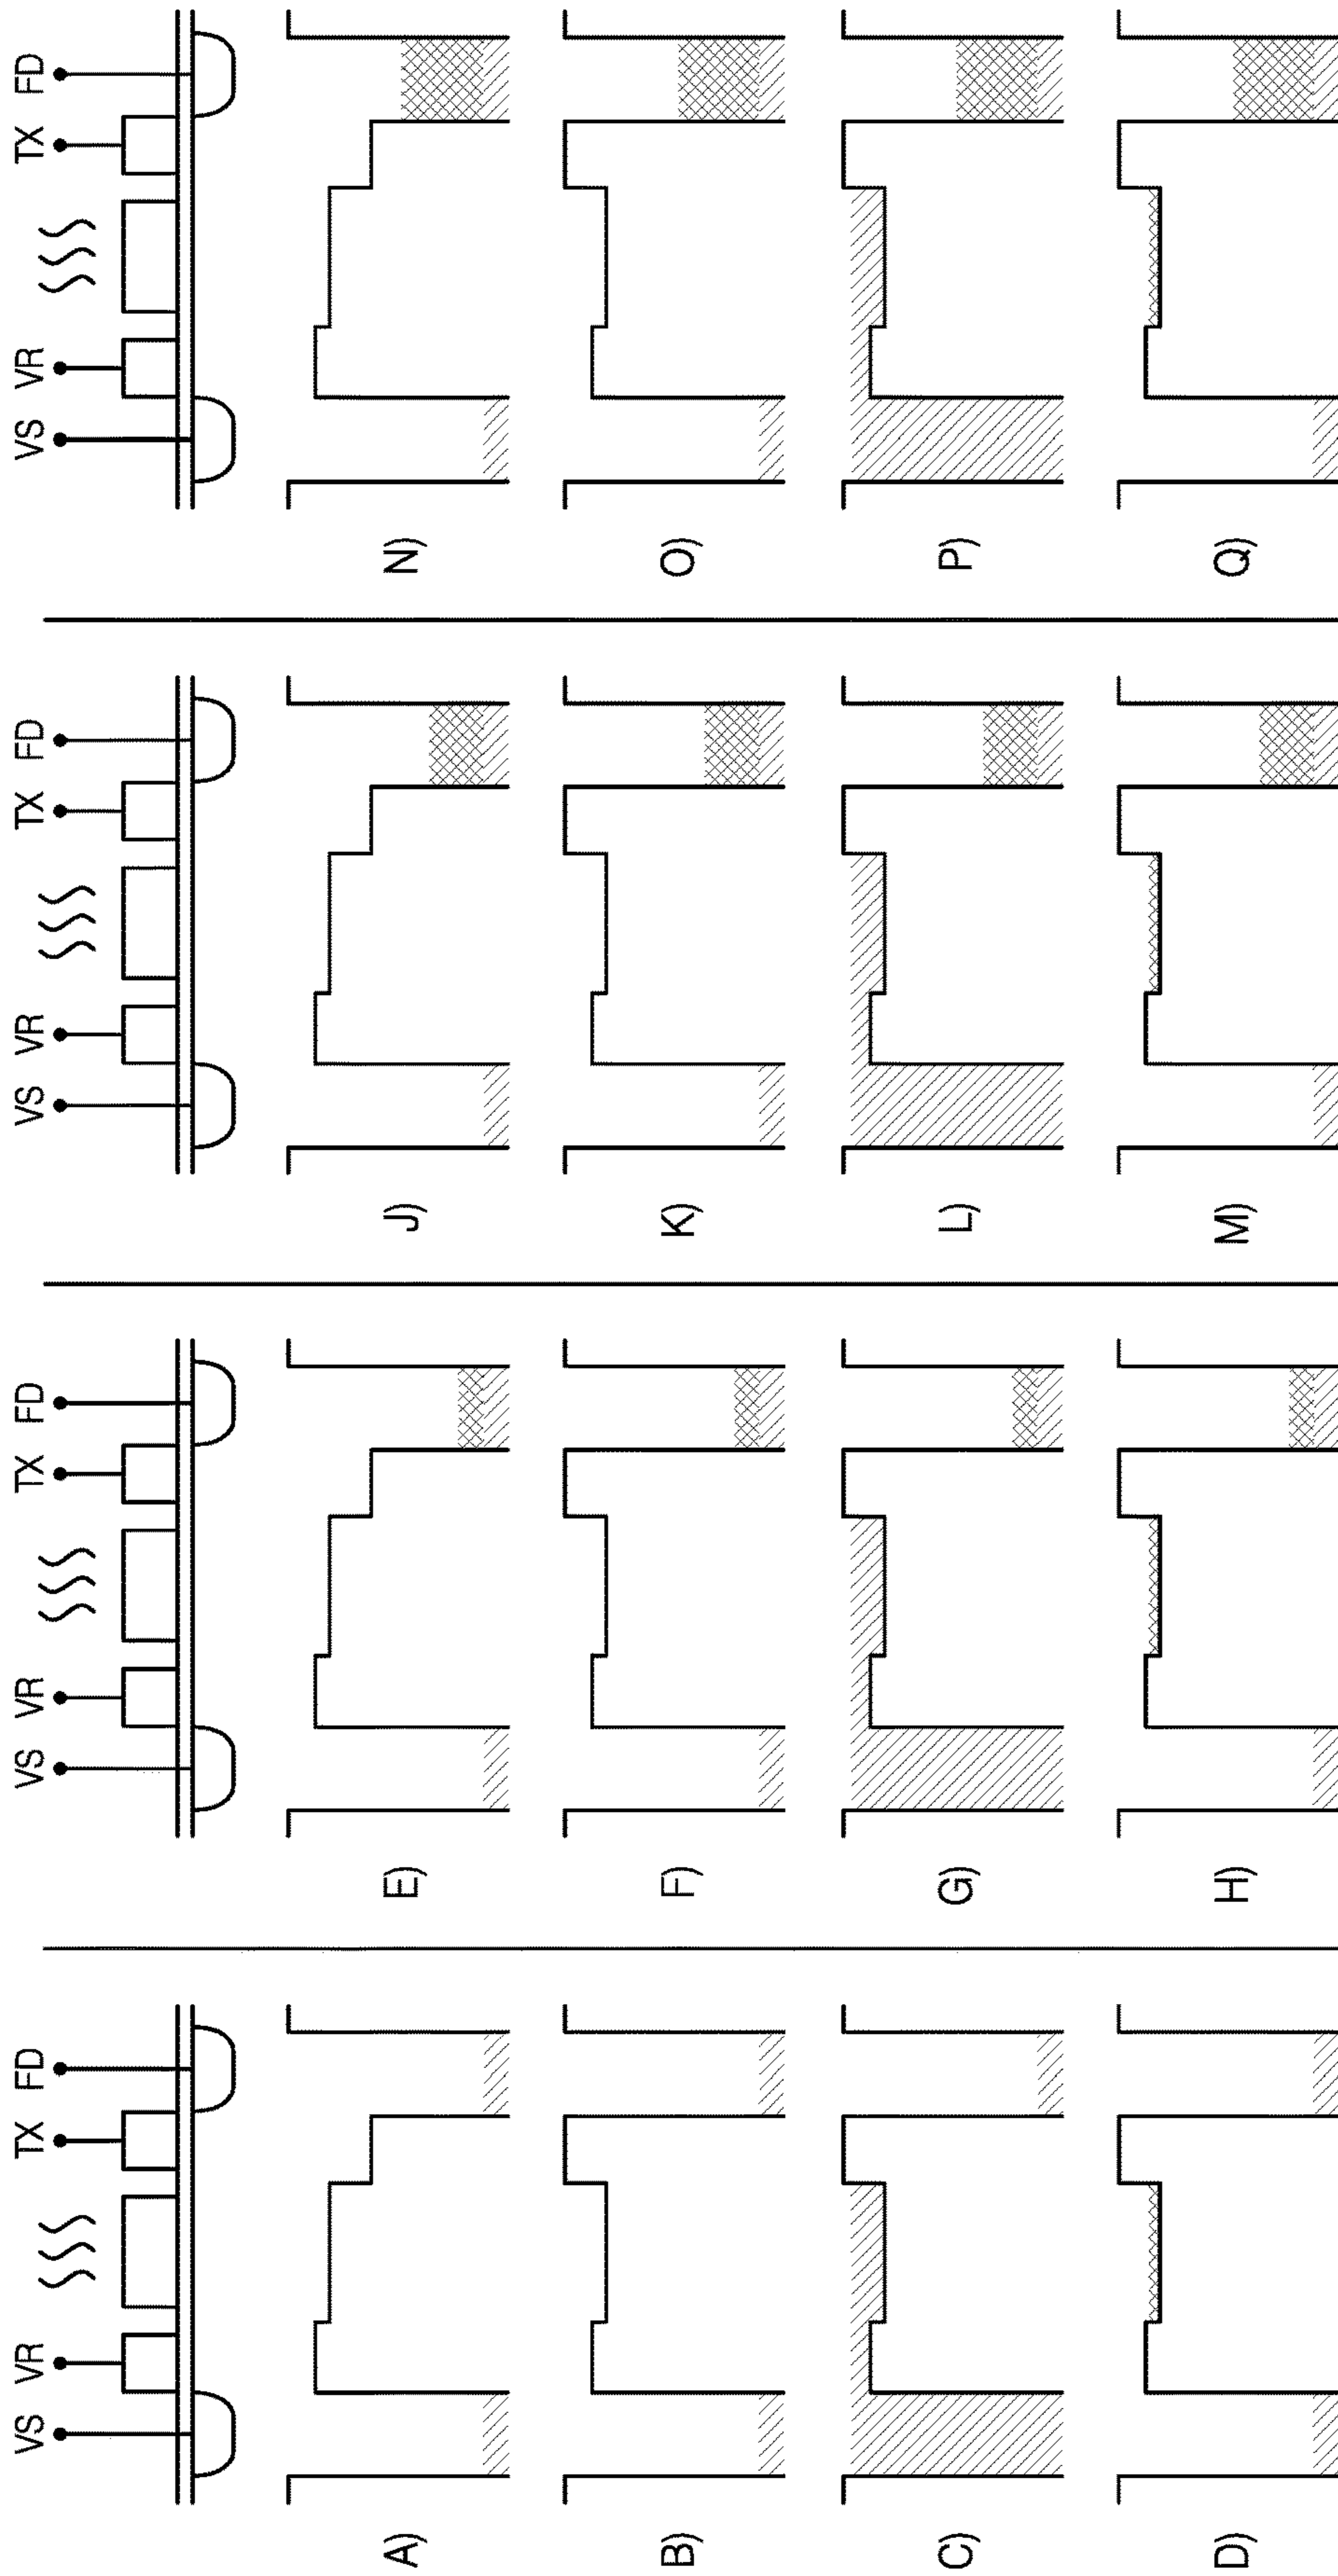 VS VR TX FD
A)
B)
C)
D)
VS VR TX FD
E)
F)
G)
H)
VS VR TX FD
J)
K)
L)
M)
VS VR TX FD
N)
O)
P)
Q)